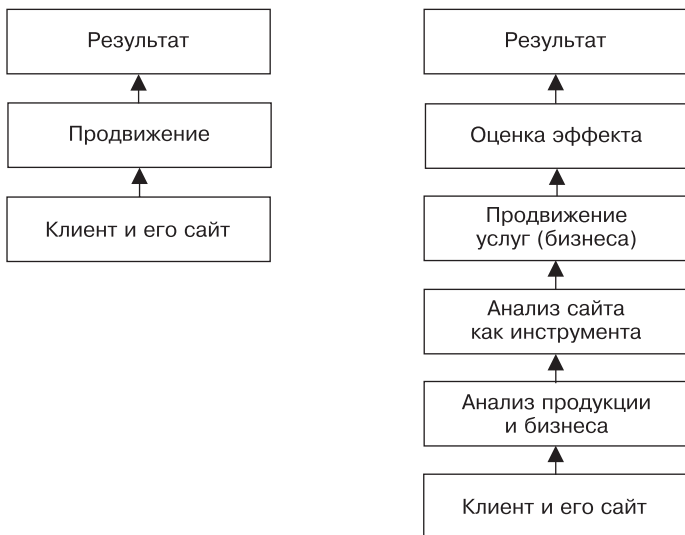 Результат
Продвижение
Клиент и его сайт
Результат
Оценка эффекта
Продвижение
услуг (бизнеса)
Анализ сайта
как инструмента
Анализ продукции
и бизнеса
Клиент и его сайт